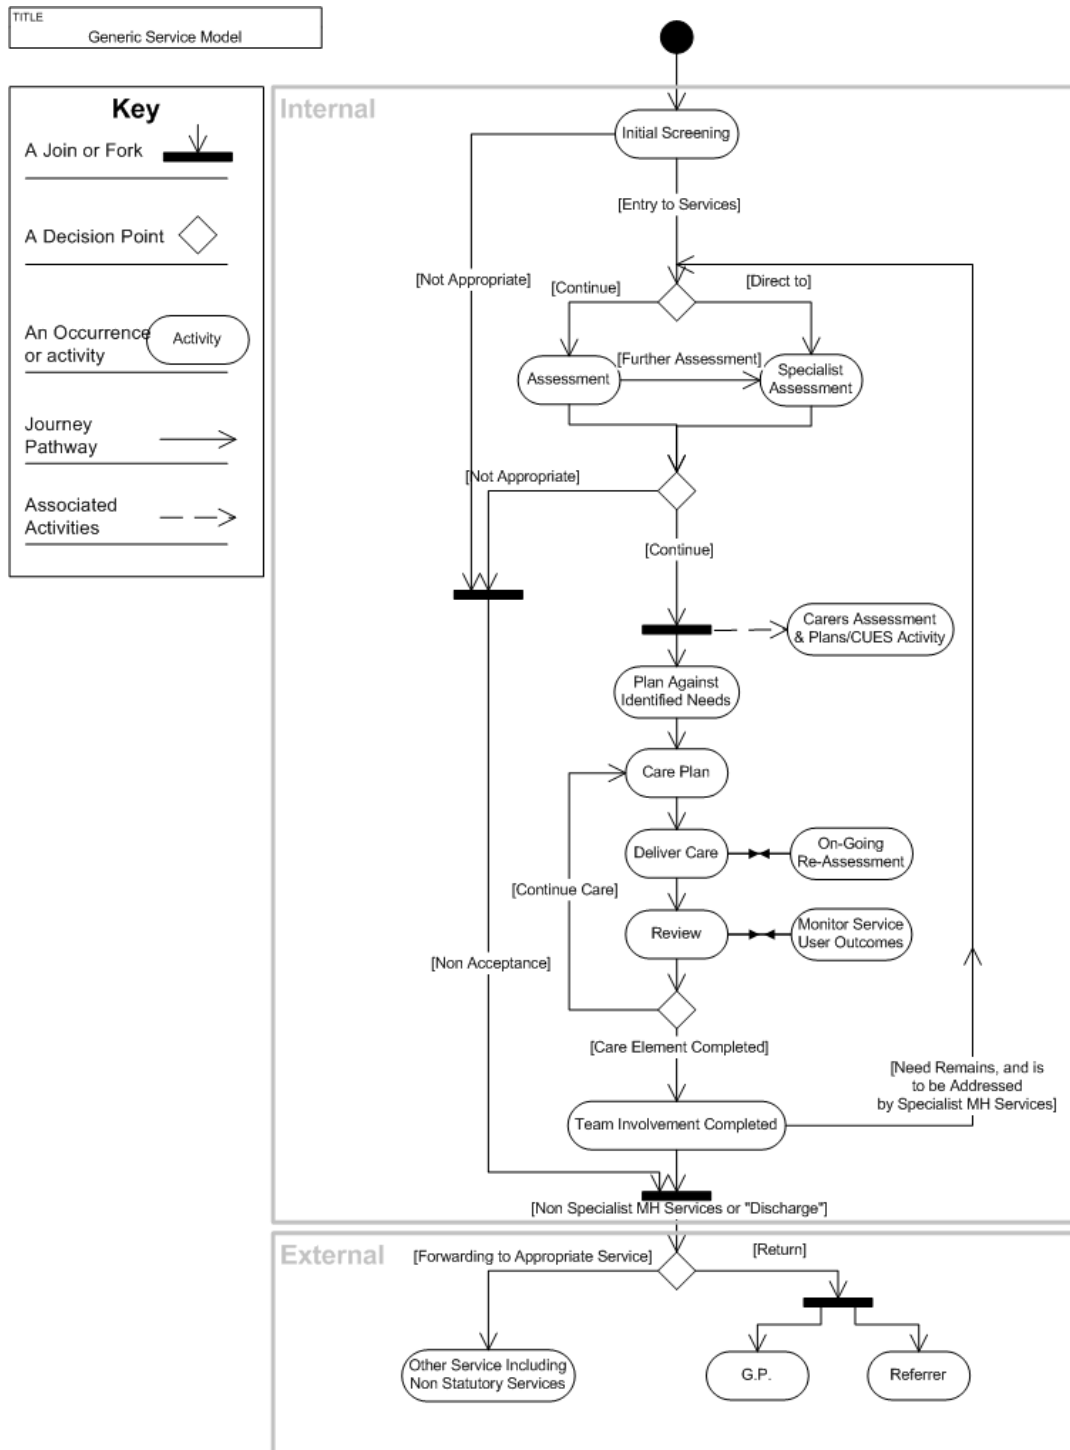 TITLE
Generic Service Model
Key
A Join or Fork
A Decision Point
An Occurrence
or activity
Activity
Journey
Pathway
Associated
Activities
Internal
Initial Screening
[Entry to Services]
[Not Appropriate]
[Continue]
[Direct to]
Assessment
[Further Assessment]
Specialist
Assessment
[Not Appropriate]
[Continue]
Carers Assessment
& Plans/CUES Activity
Plan Against
Identified Needs
Care Plan
Deliver Care
On-Going
Re-Assessment
[Continue Care]
Review
Monitor Service
User Outcomes
[Non Acceptance]
[Care Element Completed]
[Need Remains, and is
to be Addressed
by Specialist MH Services]
Team Involvement Completed
[Non Specialist MH Services or "Discharge"]
External
[Forwarding to Appropriate Service]
[Return]
Other Service Including
Non Statutory Services
G.P.
Referrer